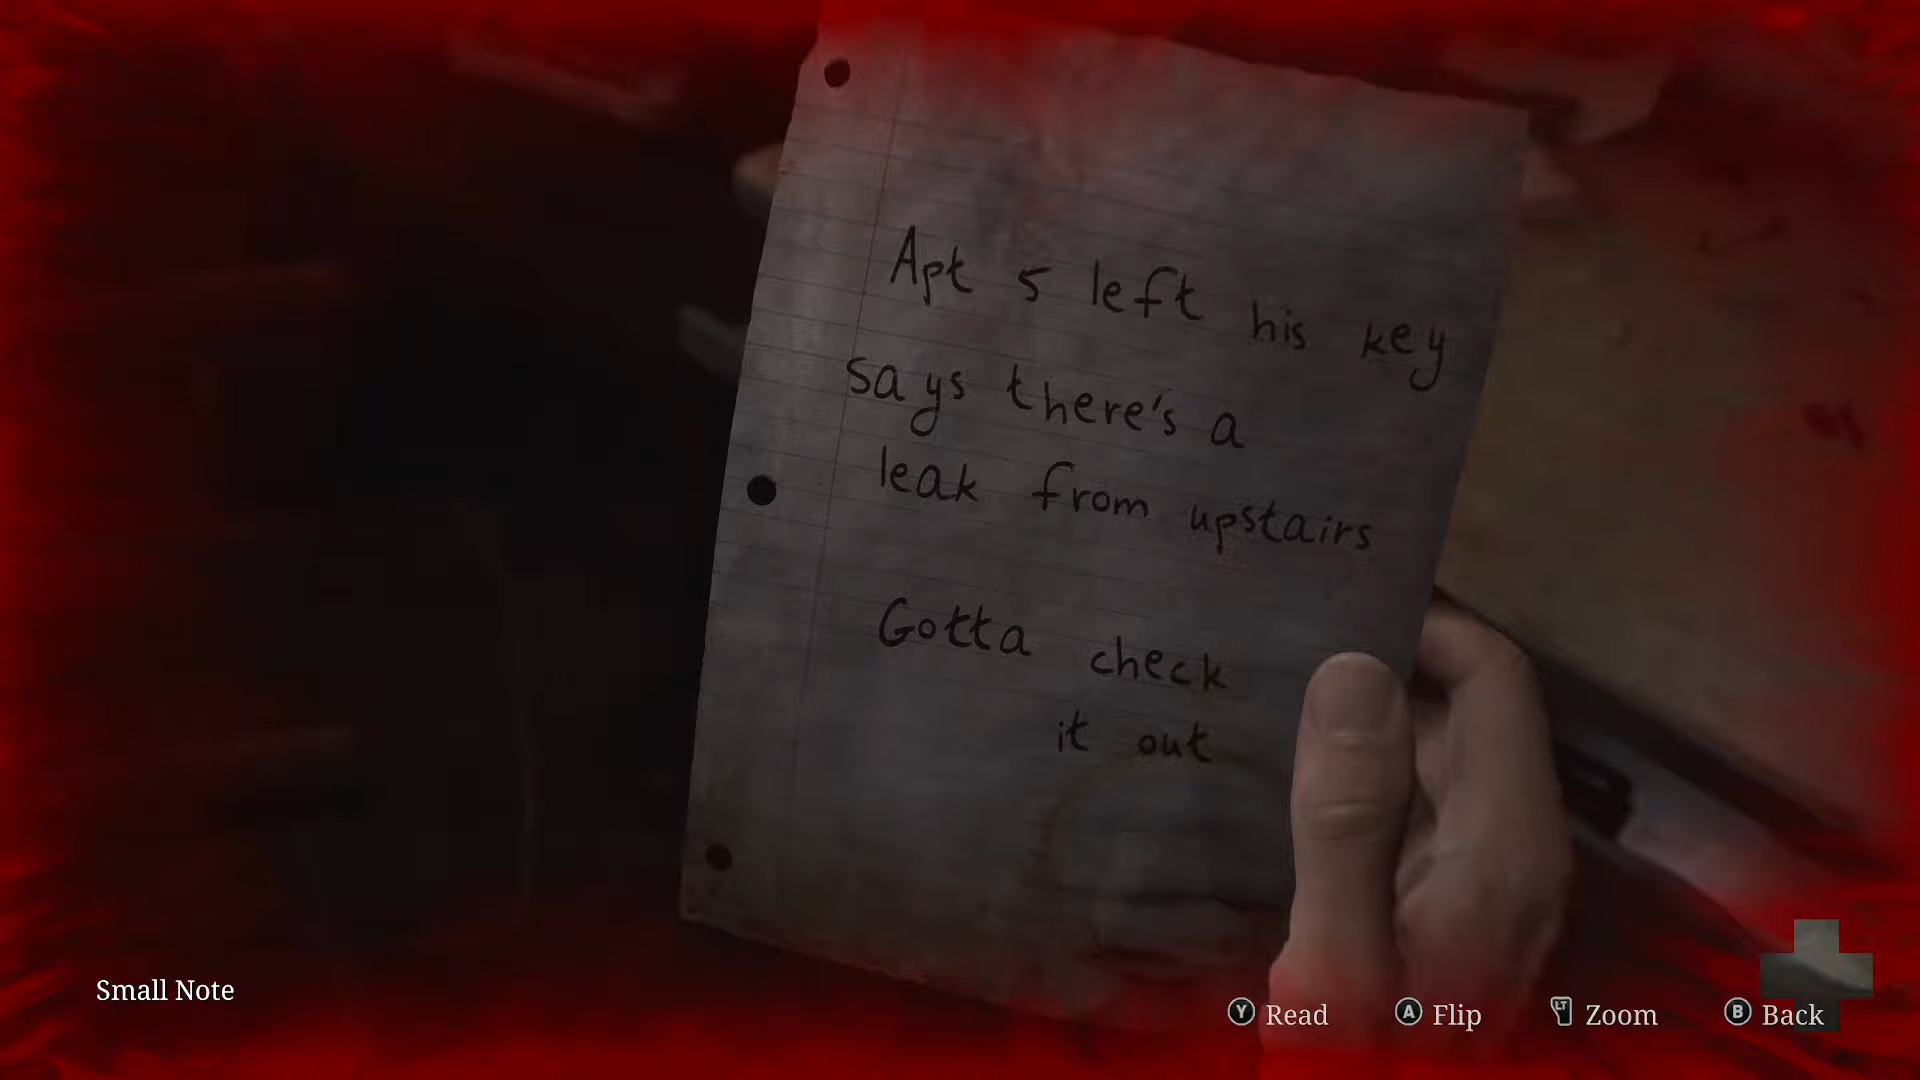 Apt 5 left his key
says there's a
leak from upstairs
Gotta check
it out
Small Note
Y Read A Flip LT Zoom B Back